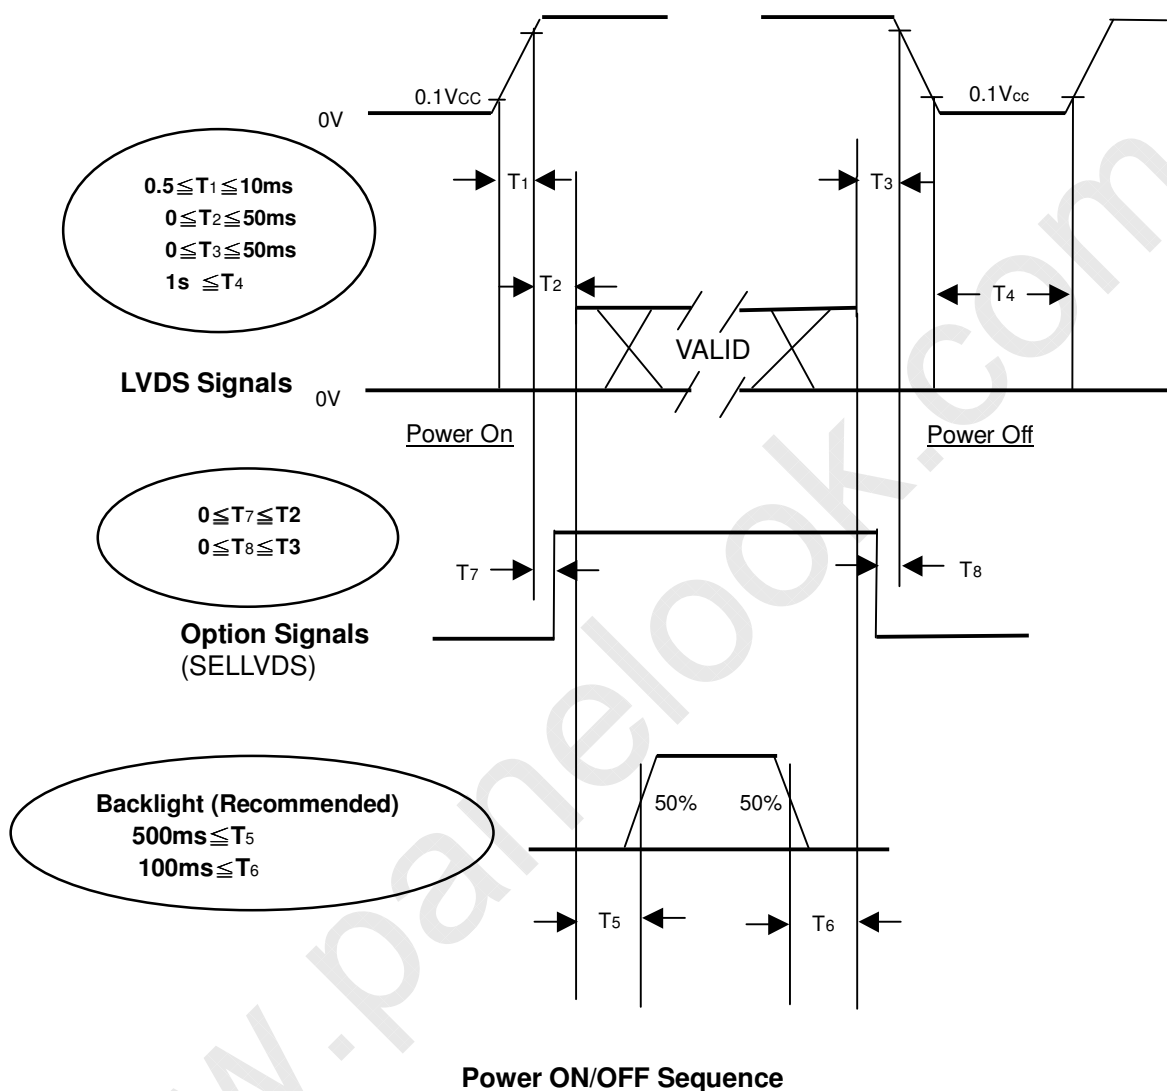 0.1VCC
0.1Vcc
0V
0.5≦T1≦10ms
0≦T2≦50ms
0≦T3≦50ms
1s ≦T4
T1
T3
T2
T4
VALID
LVDS Signals
0V
Power On
Power Off
0≦T7≦T2
0≦T8≦T3
T7
T8
Option Signals
(SELLVDS)
Backlight (Recommended)
500ms≦T5
100ms≦T6
50%
50%
T5
T6
Power ON/OFF Sequence
w.panelook.com